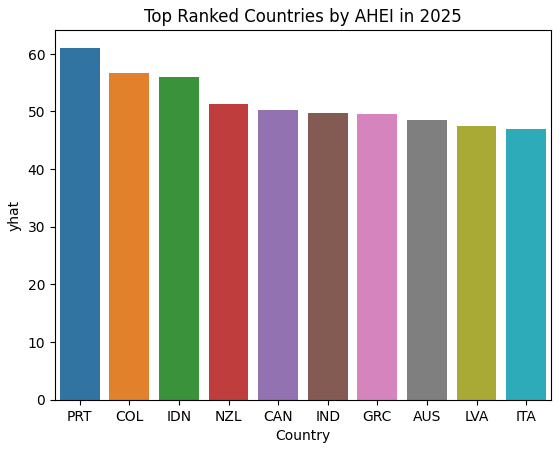 Top Ranked Countries by AHEI in 2025
60
50
40
30
20
10
0
yhat
PRT COL IDN NZL CAN IND GRC AUS LVA ITA
Country